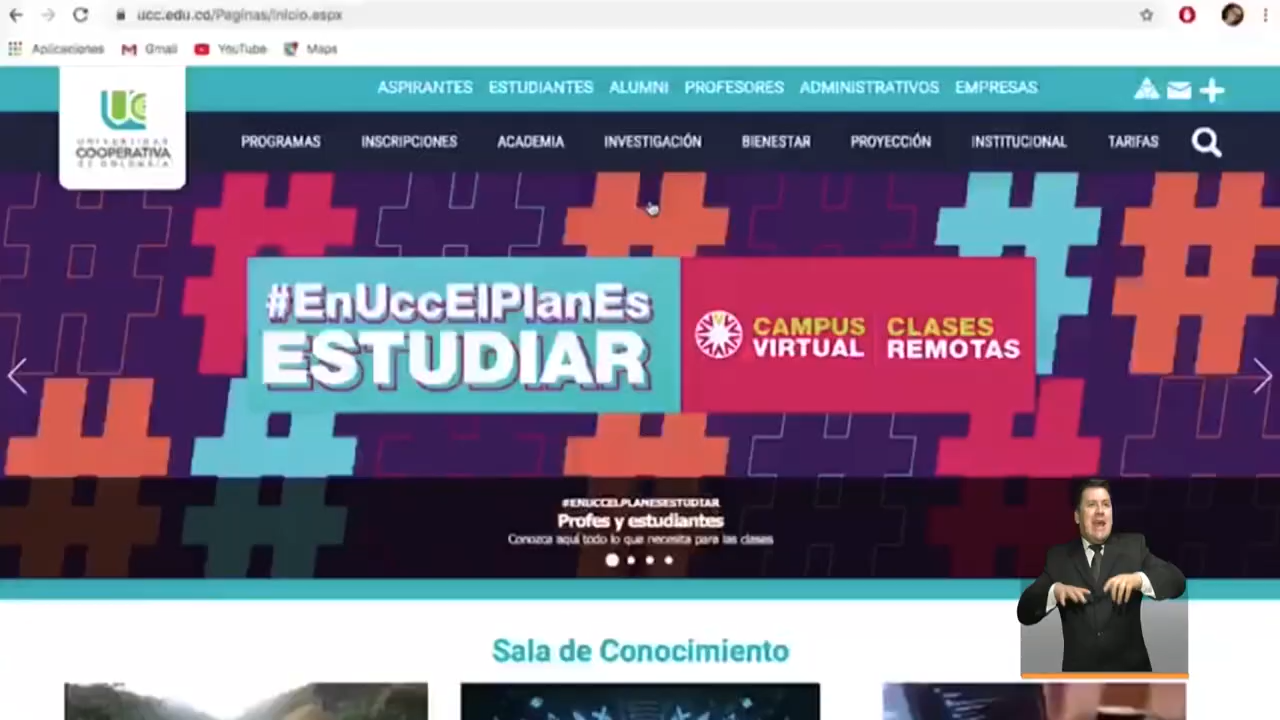 ucc.edu.co/Paginas/Inicio.aspx
Aplicaciones Gmail YouTube Maps
ASPIRANTES ESTUDIANTES ALUMNI PROFESORES ADMINISTRATIVOS EMPRESAS
UNIVERSIDAD
COOPERATIVA
DE COLOMBIA
PROGRAMAS INSCRIPCIONES ACADEMIA INVESTIGACIÓN BIENESTAR PROYECCIÓN INSTITUCIONAL TARIFAS
#EnUccElPlanEs
ESTUDIAR
CAMPUS
VIRTUAL
CLASES
REMOTAS
#ENUCCELPLANESESTUDIAR
Profes y estudiantes
Conozca aquí todo lo que necesita para las clases
Sala de Conocimiento